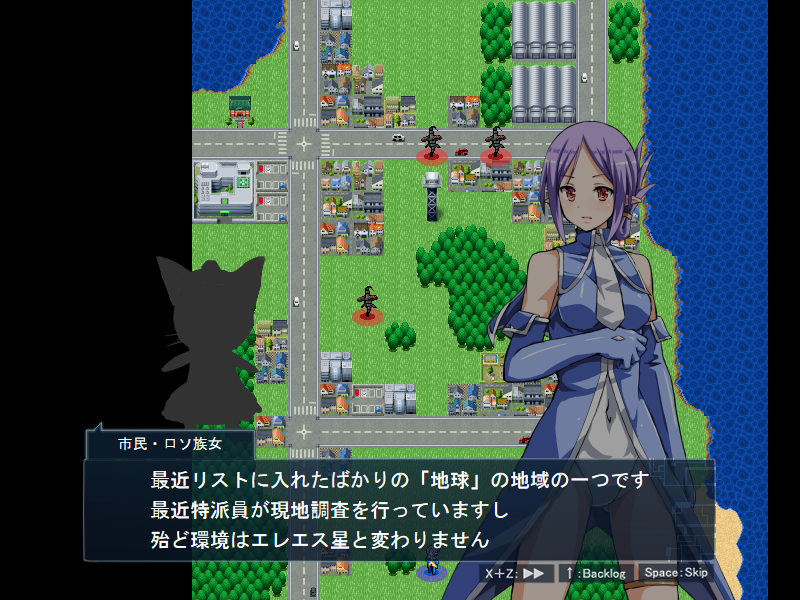 市民・ロソ族女
最近リストに入れたばかりの「地球」の地域の一つです
最近特派員が現地調査を行っていますし
殆ど環境はエレエス星と変わりません
X+Z:▶▶ ↑:Backlog Space:Skip